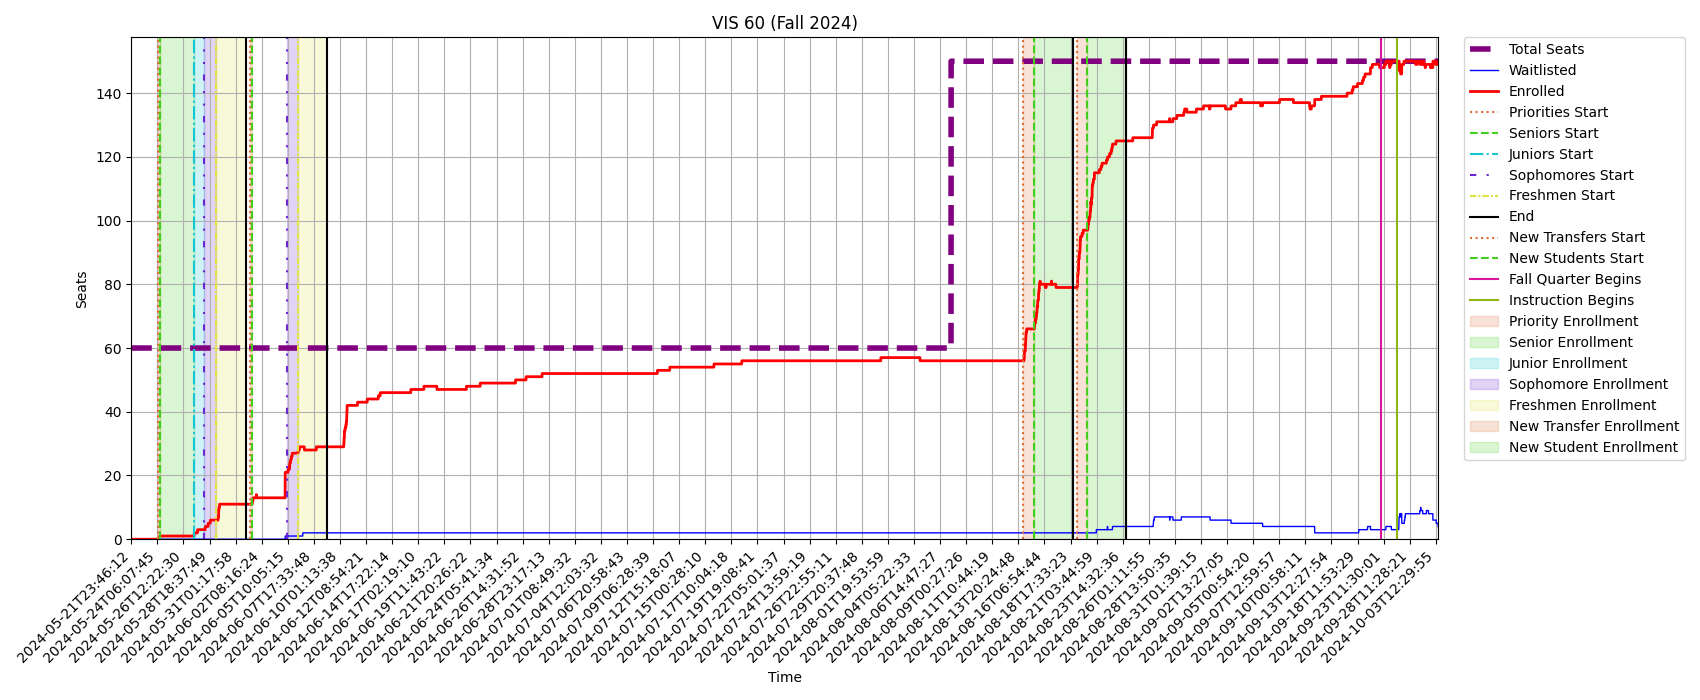 VIS 60 (Fall 2024)
Seats
140
120
100
80
60
40
20
0
2024-05-21T23:46:12
2024-05-24T06:07:45
2024-05-26T12:22:30
2024-05-28T18:37:49
2024-05-31T01:17:58
2024-06-02T08:16:24
2024-06-05T10:05:15
2024-06-07T17:33:48
2024-06-10T01:13:38
2024-06-12T08:54:21
2024-06-14T17:22:14
2024-06-17T02:19:10
2024-06-19T11:43:22
2024-06-21T20:26:22
2024-06-24T05:41:34
2024-06-26T14:31:52
2024-06-28T23:17:13
2024-07-01T08:49:32
2024-07-04T12:03:32
2024-07-06T20:58:43
2024-07-09T06:28:39
2024-07-12T15:18:07
2024-07-15T00:28:10
2024-07-17T10:04:18
2024-07-19T19:08:41
2024-07-22T05:01:37
2024-07-24T13:59:19
2024-07-26T22:55:11
2024-07-29T20:37:48
2024-08-01T19:53:59
2024-08-04T05:22:33
2024-08-06T14:47:27
2024-08-09T00:27:26
2024-08-11T10:44:19
2024-08-13T20:24:48
2024-08-16T06:54:44
2024-08-18T17:33:23
2024-08-21T03:44:59
2024-08-23T14:32:36
2024-08-26T01:11:55
2024-08-28T13:50:35
2024-08-31T01:39:15
2024-09-02T13:27:05
2024-09-05T00:54:20
2024-09-07T12:59:57
2024-09-10T00:58:11
2024-09-13T12:27:54
2024-09-18T11:53:29
2024-09-23T11:30:01
2024-09-28T11:28:21
2024-10-03T12:29:55
Time
Total Seats
Waitlisted
Enrolled
Priorities Start
Seniors Start
Juniors Start
Sophomores Start
Freshmen Start
End
New Transfers Start
New Students Start
Fall Quarter Begins
Instruction Begins
Priority Enrollment
Senior Enrollment
Junior Enrollment
Sophomore Enrollment
Freshmen Enrollment
New Transfer Enrollment
New Student Enrollment